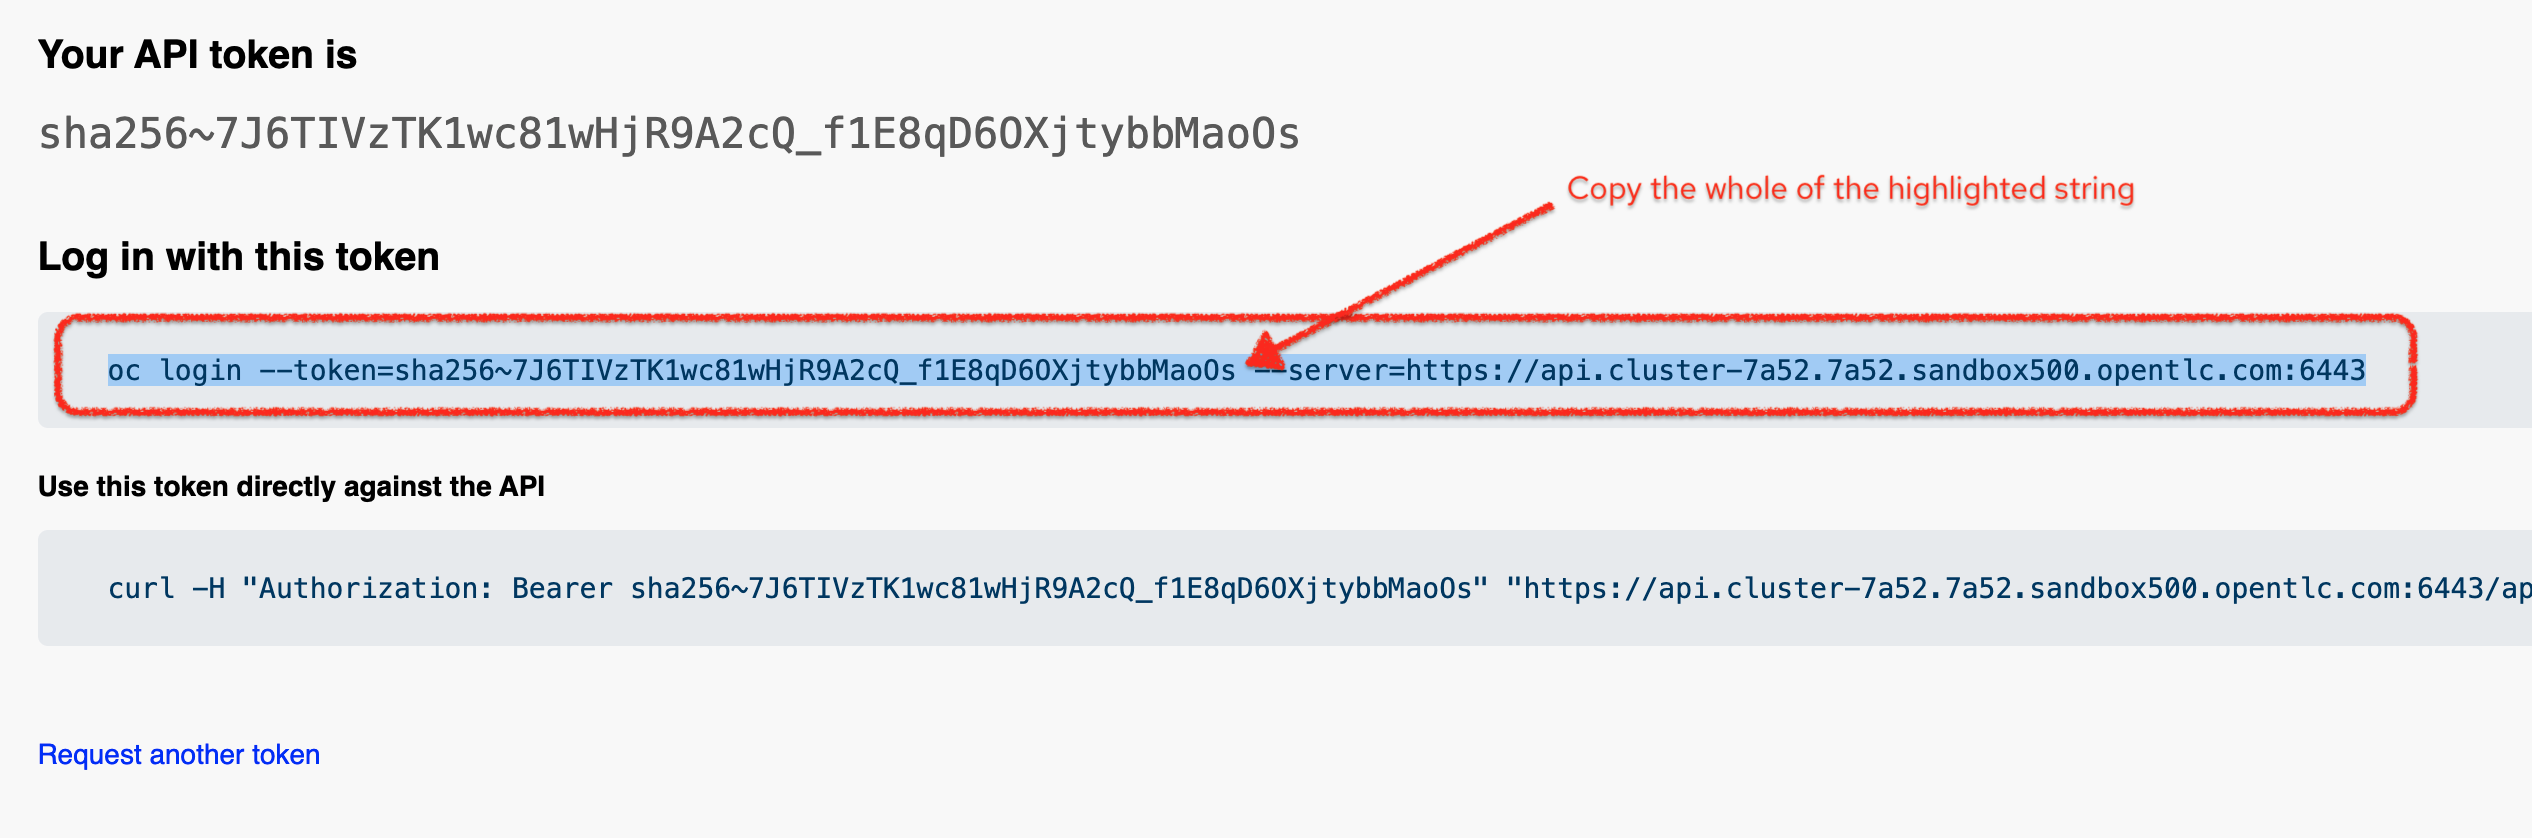 Your API token is
sha256~7J6TIVzTK1wc81wHjR9A2cQ_f1E8qD6OXjtybbMaoOs
Copy the whole of the highlighted string
Log in with this token
oc login --token=sha256~7J6TIVzTK1wc81wHjR9A2cQ_f1E8qD6OXjtybbMaoOs --server=https://api.cluster-7a52.7a52.sandbox500.opentlc.com:6443
Use this token directly against the API
curl -H "Authorization: Bearer sha256~7J6TIVzTK1wc81wHjR9A2cQ_f1E8qD6OXjtybbMaoOs" "https://api.cluster-7a52.7a52.sandbox500.opentlc.com:6443/ap
Request another token